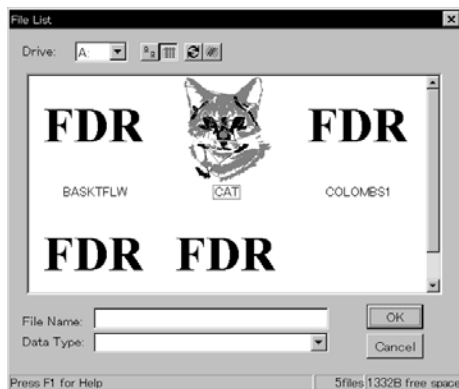 File List
Drive: A:
FDR FDR
BASKTFLW CAT COLOMBS1
FDR FDR
File Name:
OK
Data Type:
Cancel
Press F1 for Help 5files 1332B free space